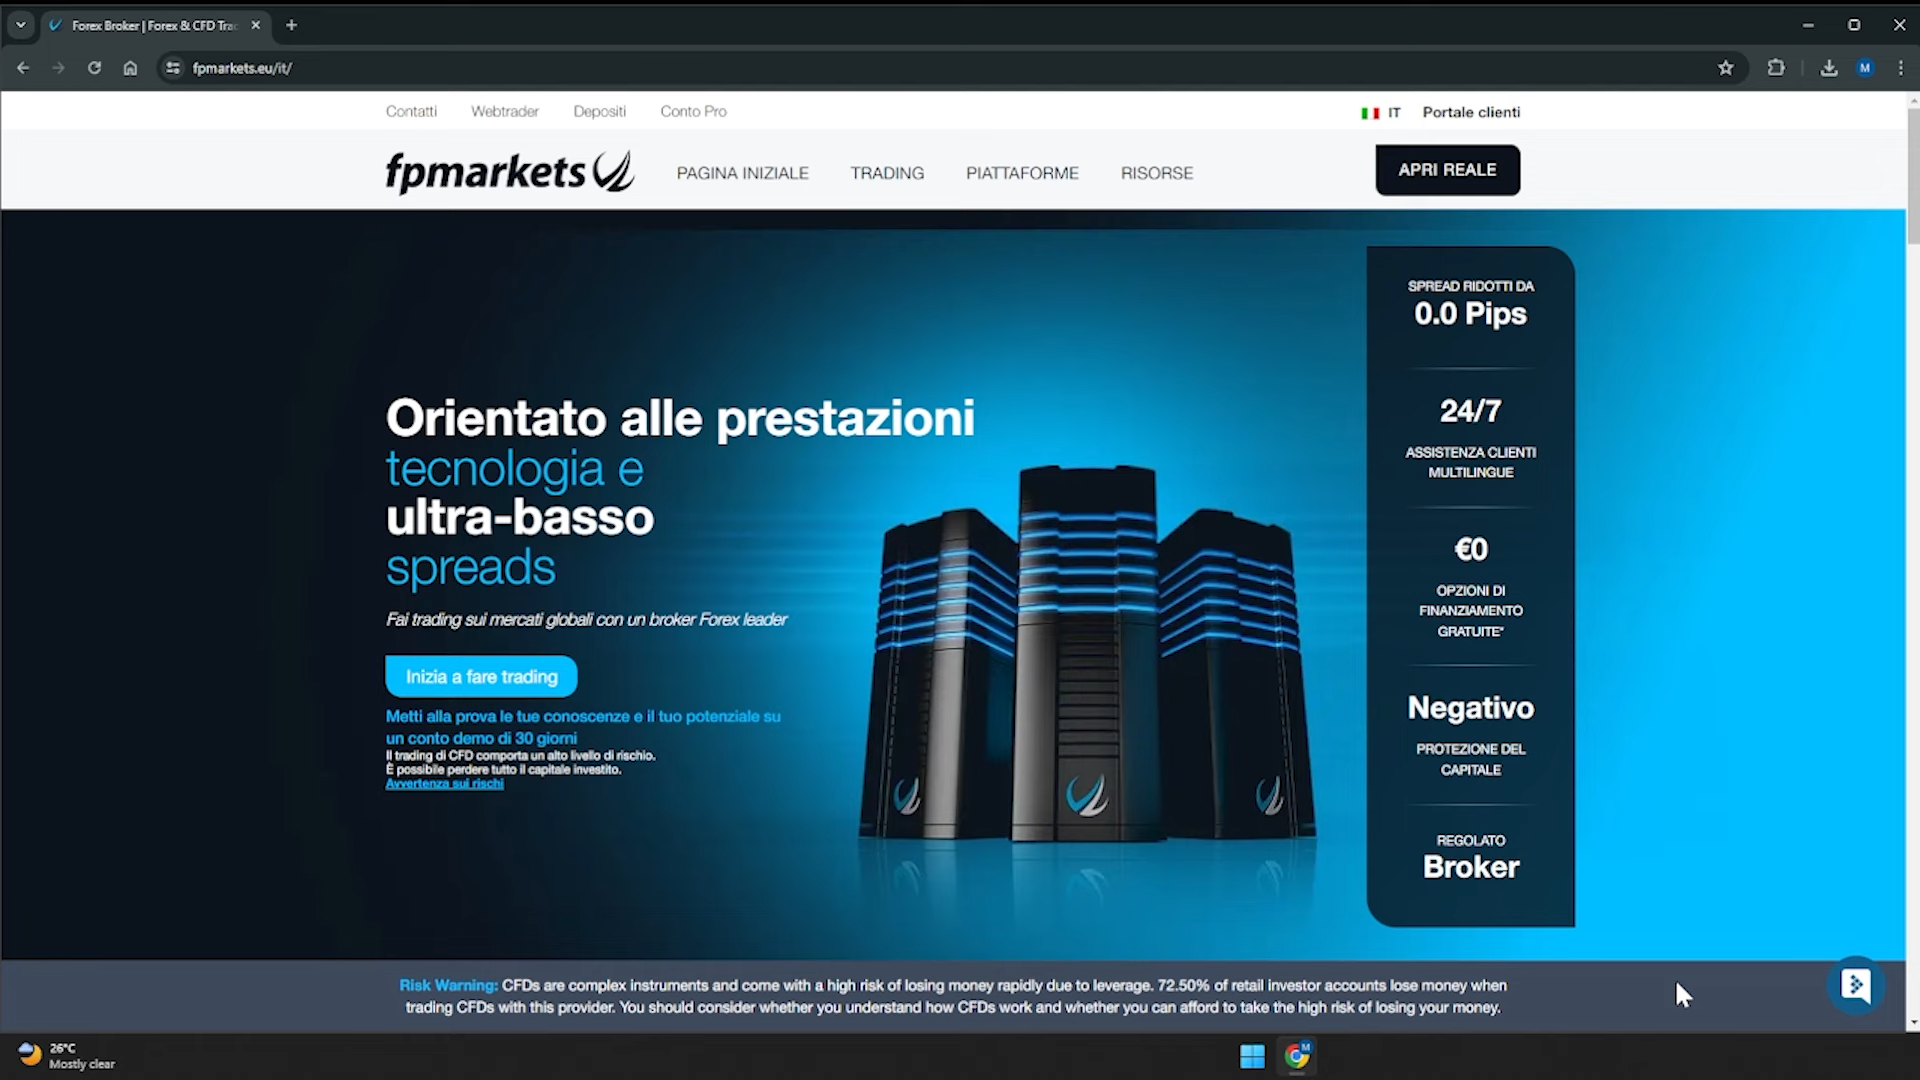 Forex Broker | Forex & CFD Tra
fpmarkets.eu/it/
M
Contatti
Webtrader
Depositi
Conto Pro
IT
Portale clienti
fpmarkets
PAGINA INIZIALE
TRADING
PIATTAFORME
RISORSE
APRI REALE
Orientato alle prestazioni
tecnologia e
ultra-basso
spreads
Fai trading sui mercati globali con un broker Forex leader
Inizia a fare trading
Metti alla prova le tue conoscenze e il tuo potenziale su
un conto demo di 30 giorni
Il trading di CFD comporta un alto livello di rischio.
È possibile perdere tutto il capitale investito.
Avvertenza sui rischi
SPREAD RIDOTTI DA
0.0 Pips
24/7
ASSISTENZA CLIENTI
MULTILINGUE
€0
OPZIONI DI
FINANZIAMENTO
GRATUITE*
Negativo
PROTEZIONE DEL
CAPITALE
REGOLATO
Broker
Risk Warning: CFDs are complex instruments and come with a high risk of losing money rapidly due to leverage. 72.50% of retail investor accounts lose money when
trading CFDs with this provider. You should consider whether you understand how CFDs work and whether you can afford to take the high risk of losing your money.
26°C
Mostly clear
M